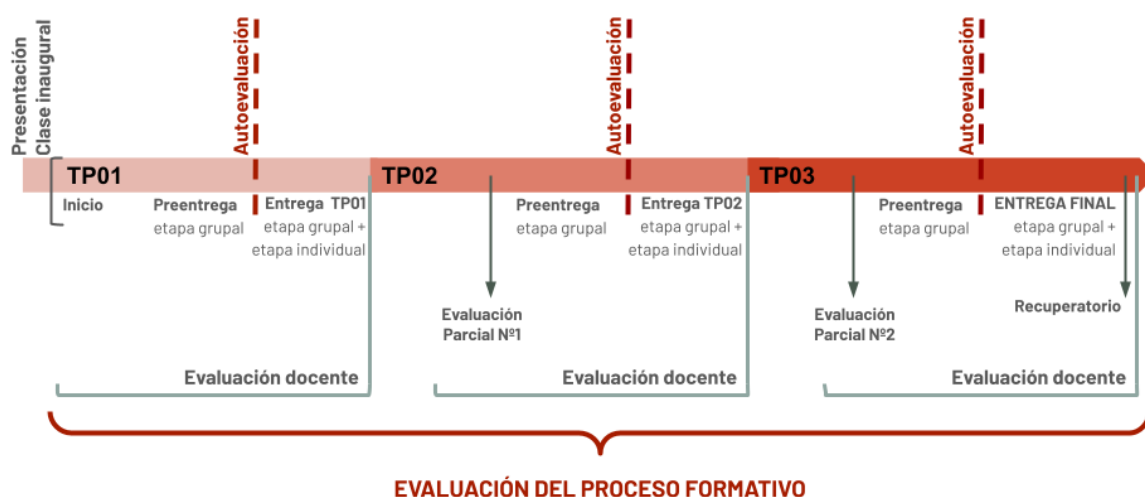 Presentación
Clase inaugural
Autoevaluación
Autoevaluación
Autoevaluación
TP01
TP02
TP03
Inicio
Preentrega
etapa grupal
Entrega TP01
etapa grupal +
etapa individual
Preentrega
etapa grupal
Entrega TP02
etapa grupal +
etapa individual
Preentrega
etapa grupal
ENTREGA FINAL
etapa grupal +
etapa individual
Evaluación
Parcial Nº1
Evaluación
Parcial Nº2
Recuperatorio
Evaluación docente
Evaluación docente
Evaluación docente
EVALUACIÓN DEL PROCESO FORMATIVO